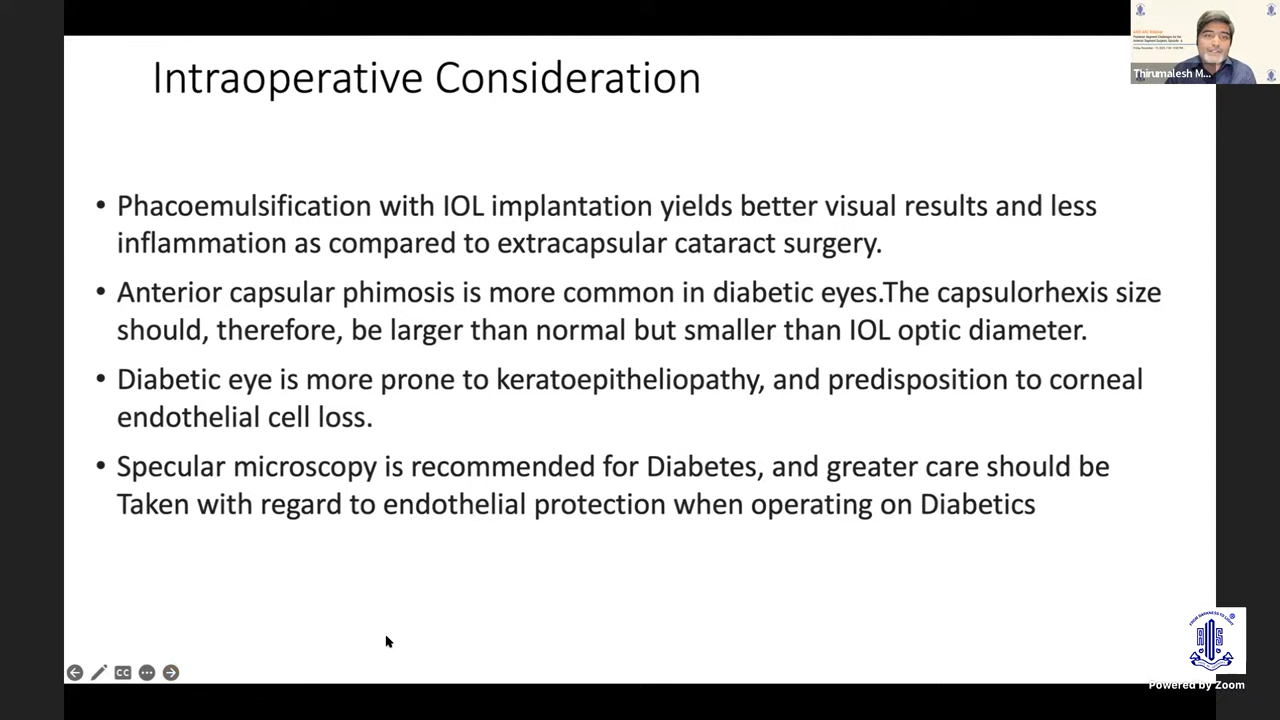 Intraoperative Consideration
• Phacoemulsification with IOL implantation yields better visual results and less
inflammation as compared to extracapsular cataract surgery.
• Anterior capsular phimosis is more common in diabetic eyes.The capsulorhexis size
should, therefore, be larger than normal but smaller than IOL optic diameter.
• Diabetic eye is more prone to keratoepitheliopathy, and predisposition to corneal
endothelial cell loss.
• Specular microscopy is recommended for Diabetes, and greater care should be
Taken with regard to endothelial protection when operating on Diabetics
Thirumalesh M...
CC
Powered by Zoom